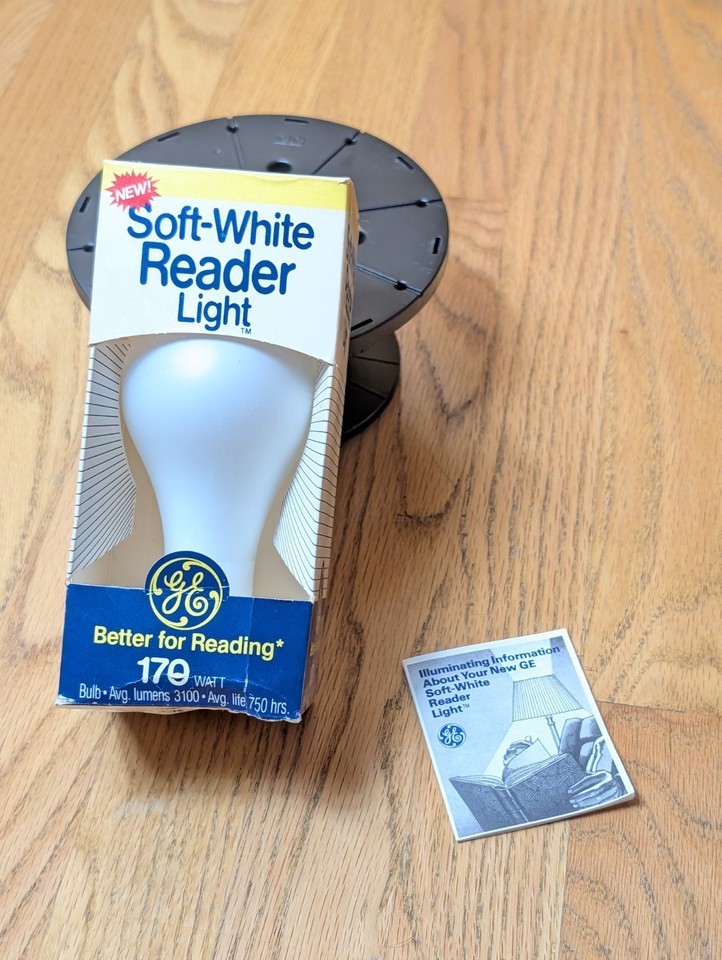 NEW!
Soft-White
Reader
Light™
GE
Better for Reading*
170 WATT
Bulb • Avg. lumens 3100 • Avg. life 750 hrs.
Illuminating Information
About Your New GE
Soft-White
Reader
Light™
GE